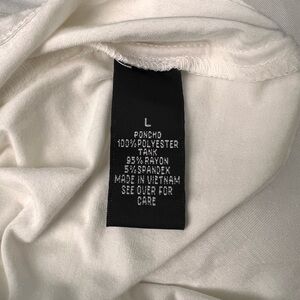 L
PONCHO
100% POLYESTER
TANK
95% RAYON
5% SPANDEX
MADE IN VIETNAM
SEE OVER FOR
CARE